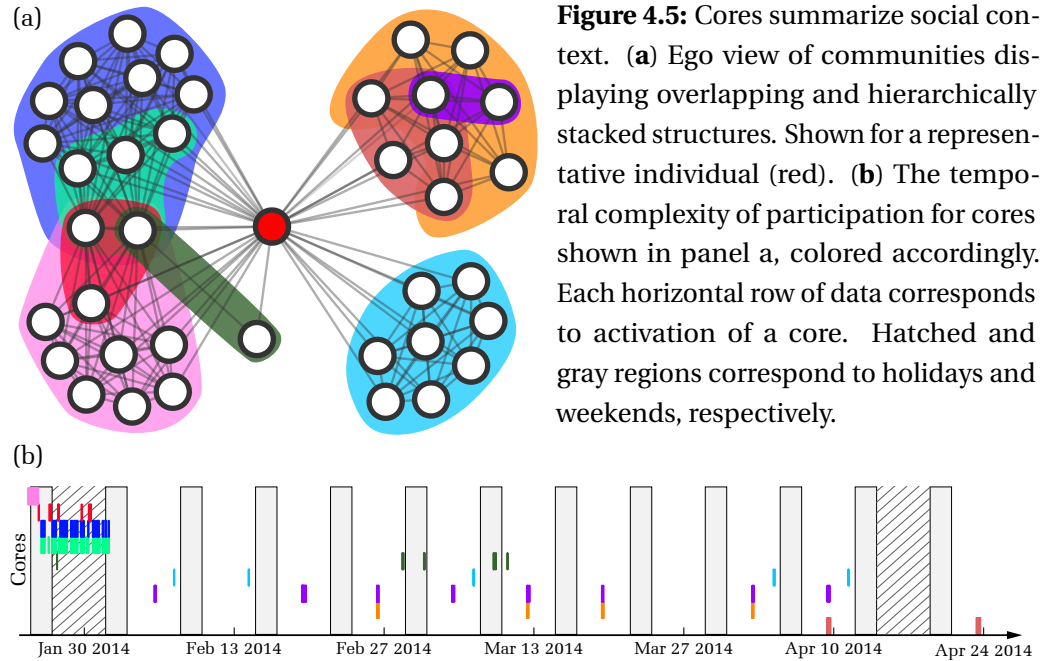 (a)
Figure 4.5: Cores summarize social con-
text. (a) Ego view of communities dis-
playing overlapping and hierarchically
stacked structures. Shown for a represen-
tative individual (red). (b) The tempo-
ral complexity of participation for cores
shown in panel a, colored accordingly.
Each horizontal row of data corresponds
to activation of a core. Hatched and
gray regions correspond to holidays and
weekends, respectively.
(b)
Cores
Jan 30 2014 Feb 13 2014 Feb 27 2014 Mar 13 2014 Mar 27 2014 Apr 10 2014 Apr 24 2014